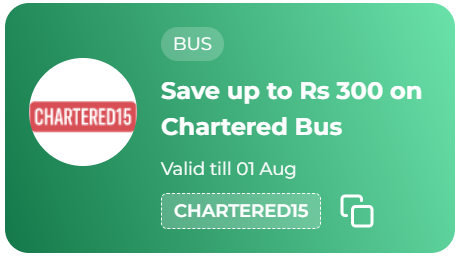 BUS
CHARTERED15
Save up to Rs 300 on
Chartered Bus
Valid till 01 Aug
CHARTERED15